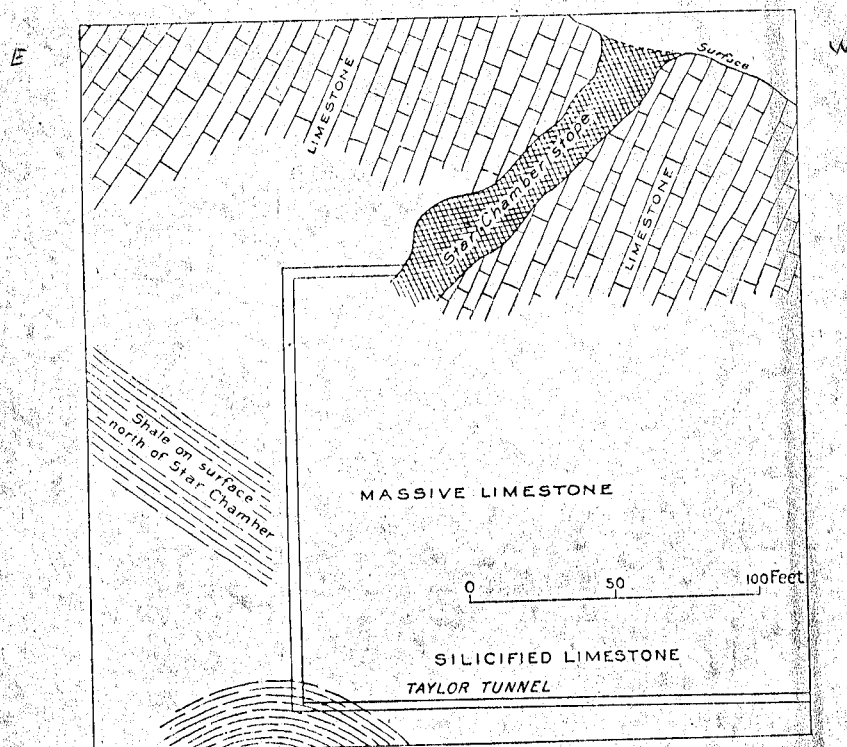 E
W
Surface
LIMESTONE
Star Chamber stope
LIMESTONE
Shale on surface
north of Star Chamber
MASSIVE LIMESTONE
0 50 100 Feet
SILICIFIED LIMESTONE
TAYLOR TUNNEL